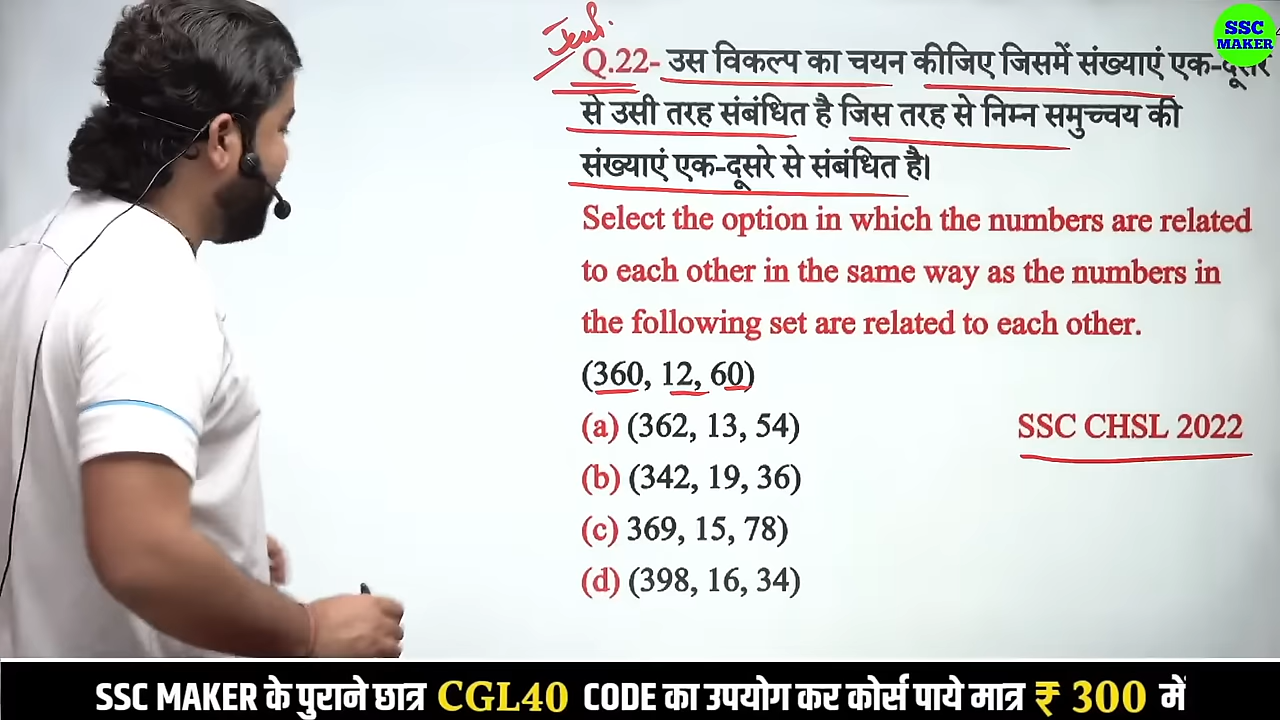 SSC
MAKER
Q.22- उस विकल्प का चयन कीजिए जिसमें संख्याएं एक-दूसरे
से उसी तरह संबंधित है जिस तरह से निम्न समुच्चय की
संख्याएं एक-दूसरे से संबंधित है।
Select the option in which the numbers are related
to each other in the same way as the numbers in
the following set are related to each other.
(360, 12, 60)
(a) (362, 13, 54)
SSC CHSL 2022
(b) (342, 19, 36)
(c) 369, 15, 78)
(d) (398, 16, 34)
SSC MAKER के पुराने छात्र CGL40 CODE का उपयोग कर कोर्स पाये मात्र ₹ 300 में